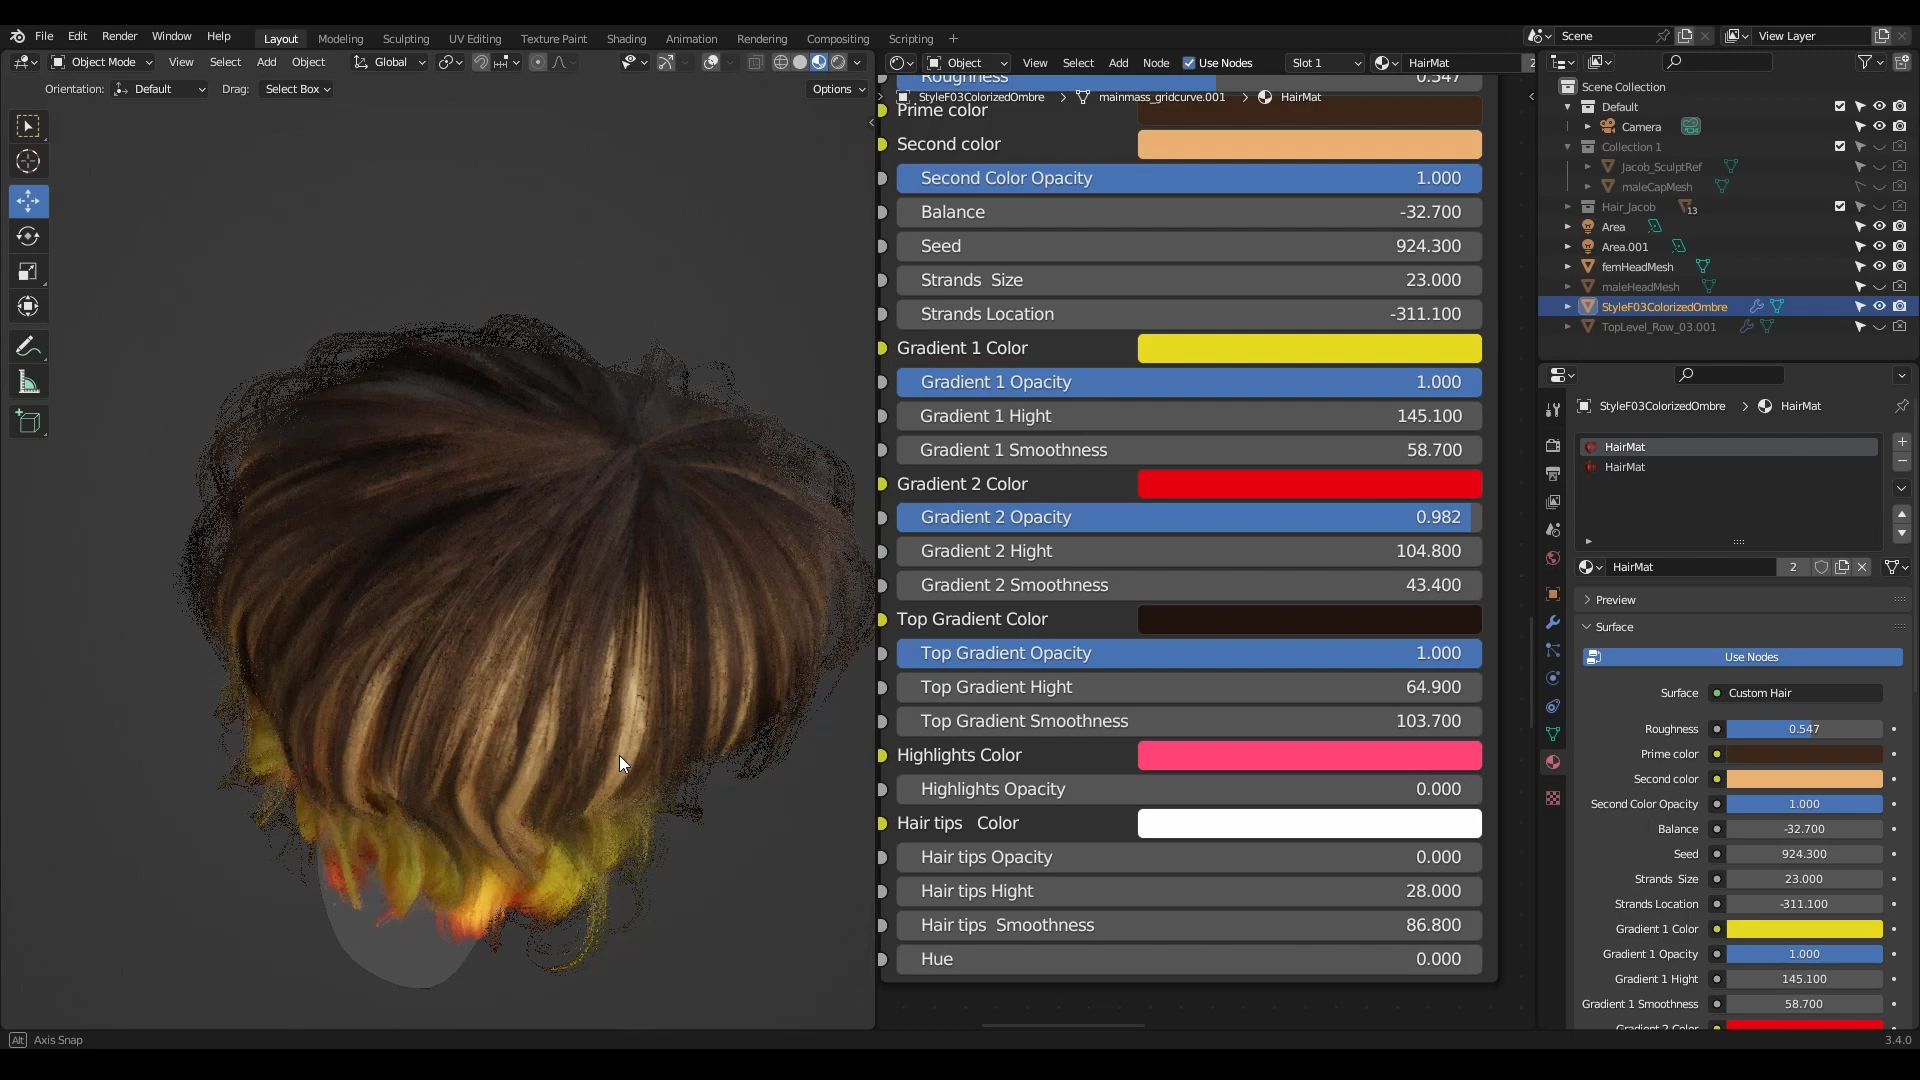 File Edit Render Window Help Layout Modeling Sculpting UV Editing Texture Paint Shading Animation Rendering Compositing Scripting Scene View Layer
Object Mode View Select Add Object Global Object View Select Add Node Use Nodes Slot 1 HairMat 2
Orientation: Default Drag: Select Box Options
StyleF03ColorizedOmbre mainmass_gridcurve.001 HairMat
Roughness 0.547
Prime color
Second color
Second Color Opacity 1.000
Balance -32.700
Seed 924.300
Strands Size 23.000
Strands Location -311.100
Gradient 1 Color
Gradient 1 Opacity 1.000
Gradient 1 Hight 145.100
Gradient 1 Smoothness 58.700
Gradient 2 Color
Gradient 2 Opacity 0.982
Gradient 2 Hight 104.800
Gradient 2 Smoothness 43.400
Top Gradient Color
Top Gradient Opacity 1.000
Top Gradient Hight 64.900
Top Gradient Smoothness 103.700
Highlights Color
Highlights Opacity 0.000
Hair tips Color
Hair tips Opacity 0.000
Hair tips Hight 28.000
Hair tips Smoothness 86.800
Hue 0.000
Scene Collection
Default
Camera
Collection 1
Jacob_SculptRef
maleCapMesh
Hair_Jacob 13
Area
Area.001
femHeadMesh
maleHeadMesh
StyleF03ColorizedOmbre
TopLevel_Row_03.001
StyleF03ColorizedOmbre HairMat
HairMat
HairMat
HairMat 2
Preview
Surface
Use Nodes
Surface Custom Hair
Roughness 0.547
Prime color
Second color
Second Color Opacity 1.000
Balance -32.700
Seed 924.300
Strands Size 23.000
Strands Location -311.100
Gradient 1 Color
Gradient 1 Opacity 1.000
Gradient 1 Hight 145.100
Gradient 1 Smoothness 58.700
Gradient 2 Color
Alt Axis Snap 3.4.0